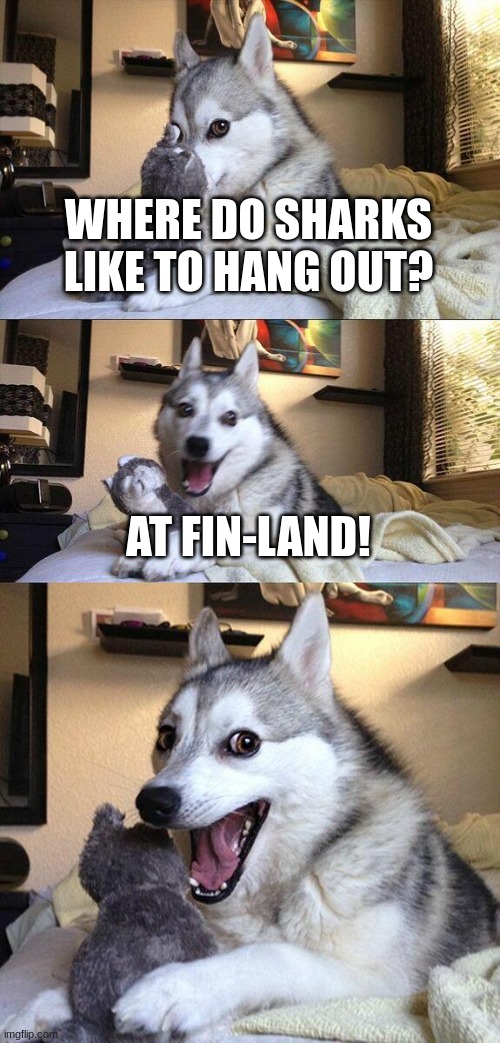 WHERE DO SHARKS
LIKE TO HANG OUT?
AT FIN-LAND!
imgflip.com